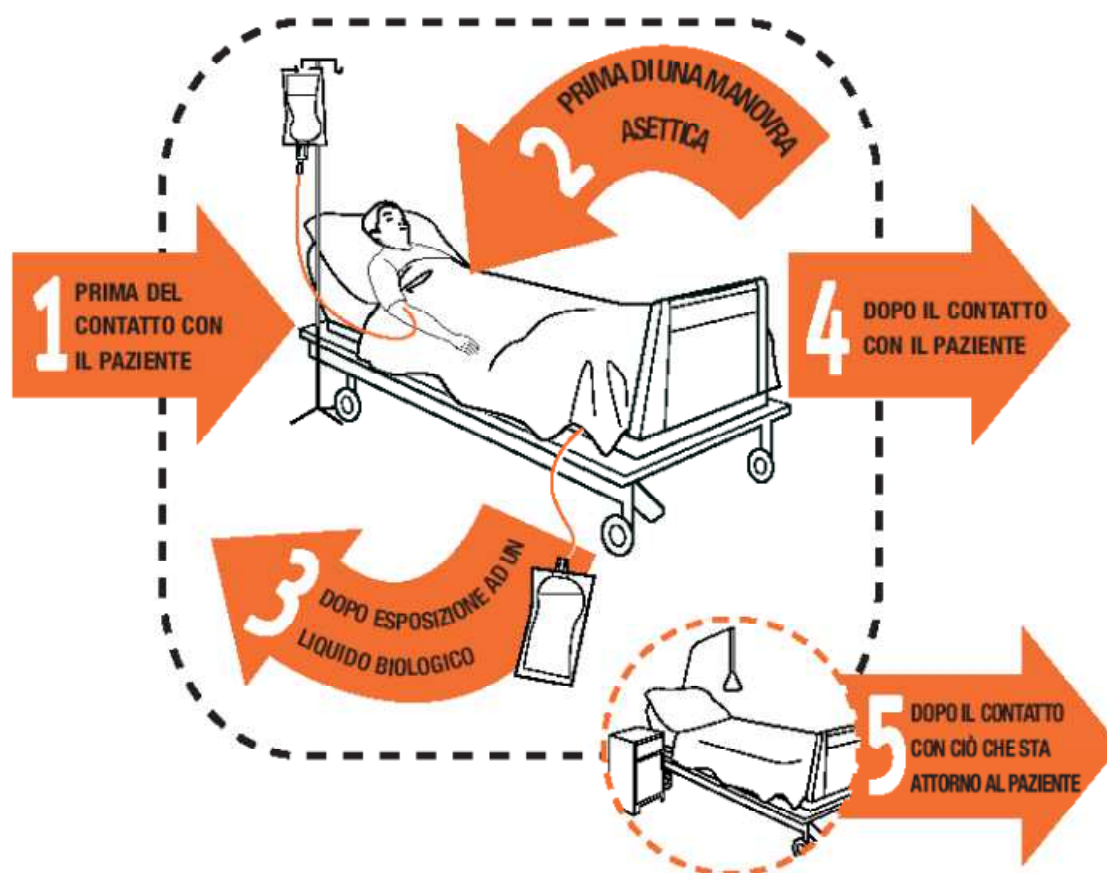 1
PRIMA DEL
CONTATTO CON
IL PAZIENTE
2
PRIMA DI UNA MANOVRA
ASETTICA
3
DOPO ESPOSIZIONE AD UN
LIQUIDO BIOLOGICO
4
DOPO IL CONTATTO
CON IL PAZIENTE
5
DOPO IL CONTATTO
CON CIÒ CHE STA
ATTORNO AL PAZIENTE